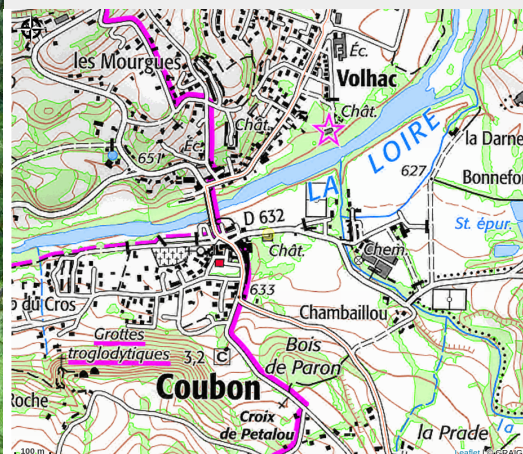 Éc.
les Mourgues
Volhac
Chât.
Chât.
LA LOIRE
la Darne
651
Éc.
627
Bonnefor
D 632
St. épur.
Chât.
Chem.
633
du Cros
Chambaillou
Grottes
troglodytiques
3,2
C
Bois
de Paron
Coubon
Roche
Croix
de Petalou
la Prade
la
100 m
Leaflet